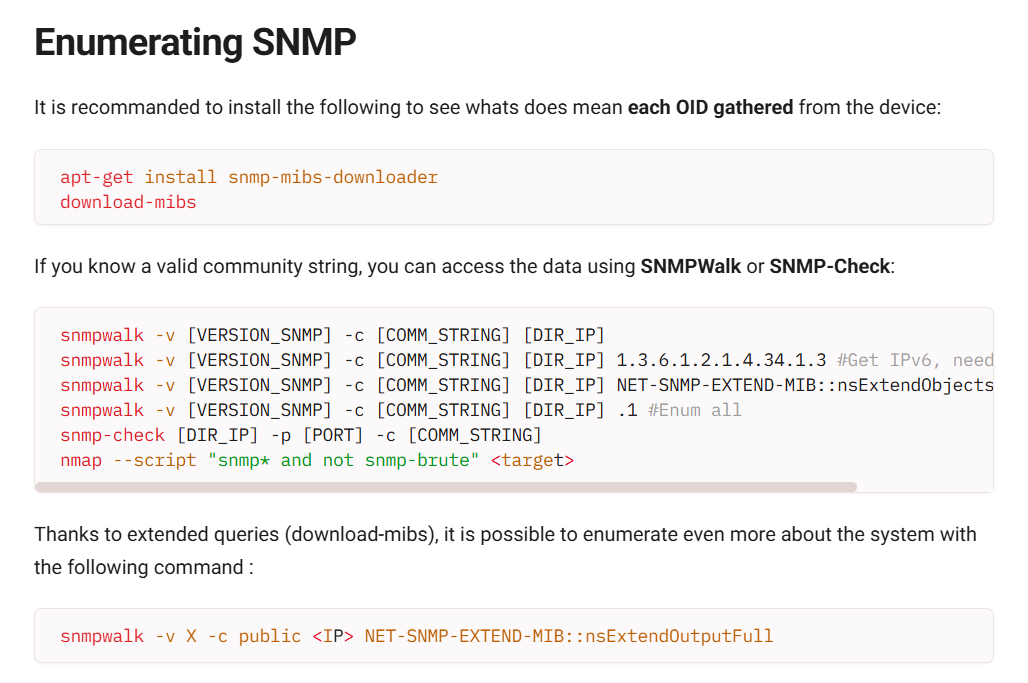 Enumerating SNMP
It is recommanded to install the following to see whats does mean each OID gathered from the device:
apt-get install snmp-mibs-downloader
download-mibs
If you know a valid community string, you can access the data using SNMPWalk or SNMP-Check:
snmpwalk -v [VERSION_SNMP] -c [COMM_STRING] [DIR_IP]
snmpwalk -v [VERSION_SNMP] -c [COMM_STRING] [DIR_IP] 1.3.6.1.2.1.4.34.1.3 #Get IPv6, need
snmpwalk -v [VERSION_SNMP] -c [COMM_STRING] [DIR_IP] NET-SNMP-EXTEND-MIB::nsExtendObjects
snmpwalk -v [VERSION_SNMP] -c [COMM_STRING] [DIR_IP] .1 #Enum all
snmp-check [DIR_IP] -p [PORT] -c [COMM_STRING]
nmap --script "snmp* and not snmp-brute" <target>
Thanks to extended queries (download-mibs), it is possible to enumerate even more about the system with
the following command :
snmpwalk -v X -c public <IP> NET-SNMP-EXTEND-MIB::nsExtendOutputFull